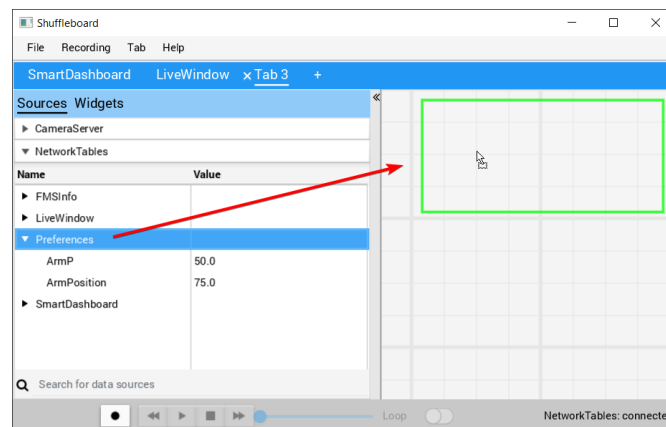 Shuffleboard
File Recording Tab Help
SmartDashboard LiveWindow Tab 3 +
Sources Widgets
CameraServer
NetworkTables
Name Value
FMSInfo
LiveWindow
Preferences
ArmP 50.0
ArmPosition 75.0
SmartDashboard
Search for data sources
Loop NetworkTables: connecte